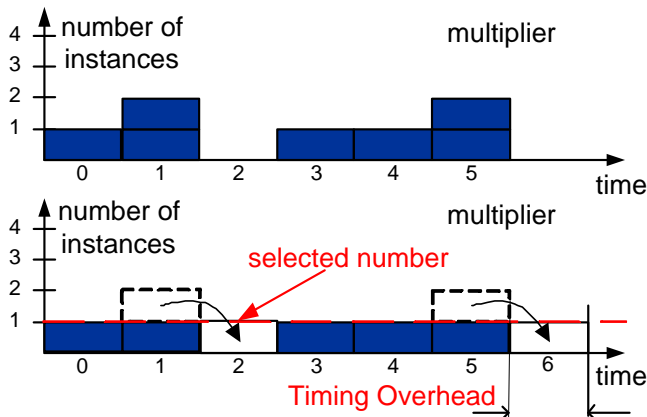 number of
instances
multiplier
4
3
2
1
0 1 2 3 4 5
time
number of
instances
multiplier
selected number
4
3
2
1
0 1 2 3 4 5 6
time
Timing Overhead